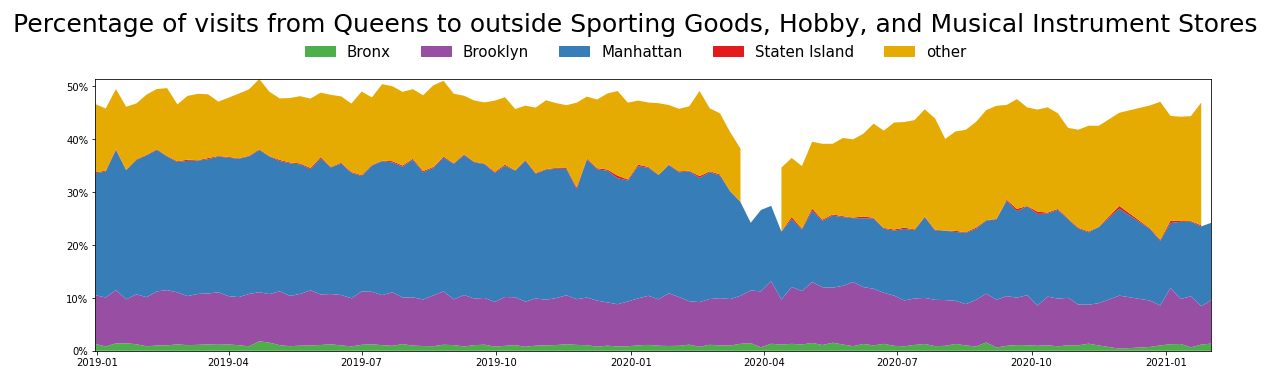 Percentage of visits from Queens to outside Sporting Goods, Hobby, and Musical Instrument Stores
Bronx Brooklyn Manhattan Staten Island other
50%
40%
30%
20%
10%
0%
2019-01 2019-04 2019-07 2019-10 2020-01 2020-04 2020-07 2020-10 2021-01